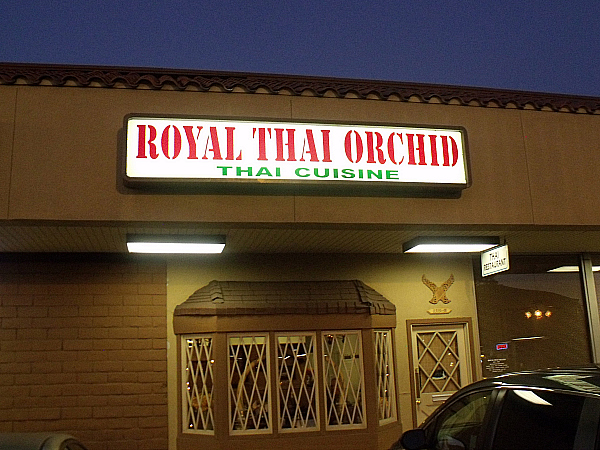 ROYAL THAI ORCHID
THAI CUISINE
THAI
RESTAURANT